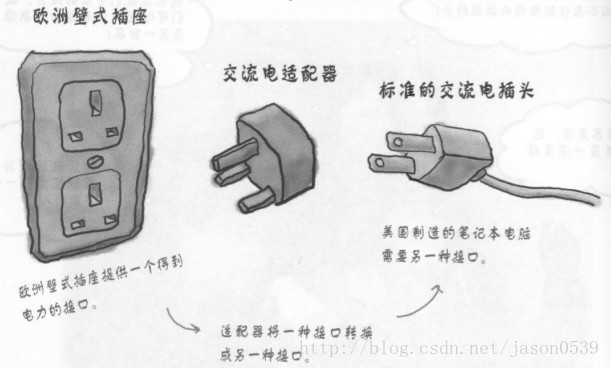 欧洲壁式插座
交流电适配器
标准的交流电插头
美国制造的笔记本电脑
需要另一种接口。
欧洲壁式插座提供一个得到
电力的接口。
适配器将一种接口转换
成另一种接口。
http://blog.csdn.net/jason0539